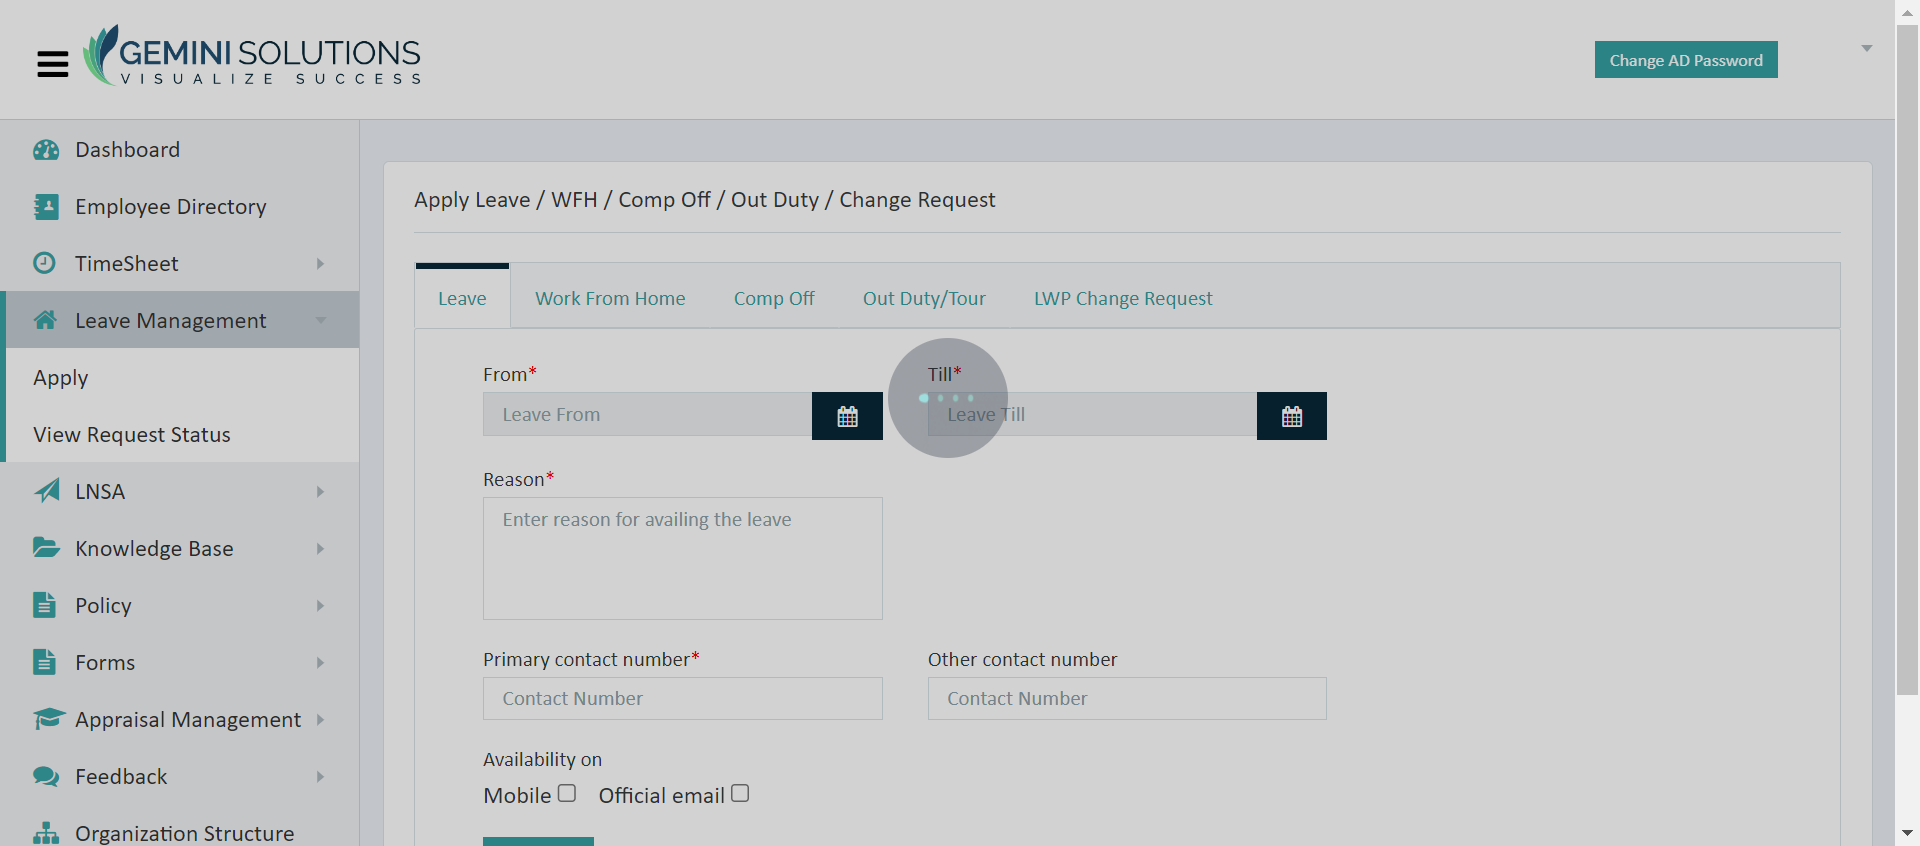 GEMINI SOLUTIONS
VISUALIZE SUCCESS
Change AD Password
Dashboard
Employee Directory
TimeSheet
Leave Management
Apply
View Request Status
LNSA
Knowledge Base
Policy
Forms
Appraisal Management
Feedback
Organization Structure
Apply Leave / WFH / Comp Off / Out Duty / Change Request
Leave Work From Home Comp Off Out Duty/Tour LWP Change Request
From* Till*
Leave From Leave Till
Reason*
Enter reason for availing the leave
Primary contact number* Other contact number
Contact Number Contact Number
Availability on
Mobile Official email